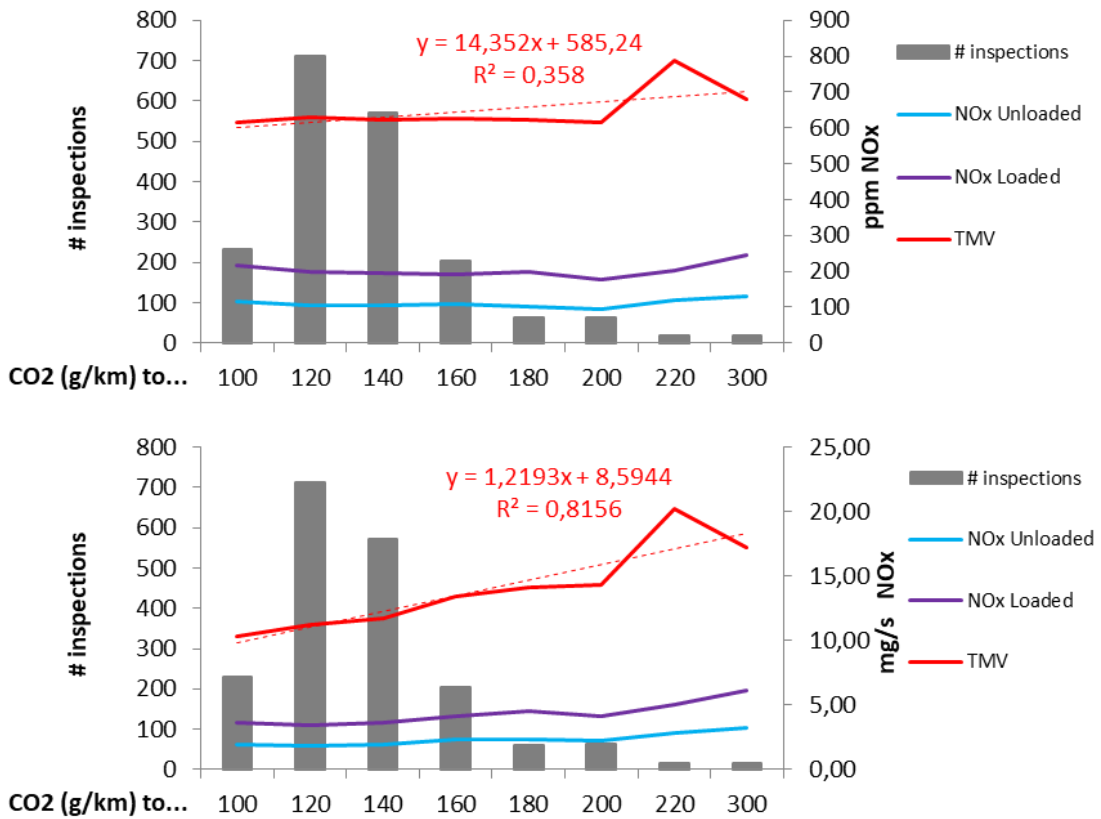 800
700
600
500
400
300
200
100
0
# inspections
y = 14,352x + 585,24
R² = 0,358
900
800
700
600
500
400
300
200
100
0
ppm NOx
# inspections
NOx Unloaded
NOx Loaded
TMV
CO2 (g/km) to... 100 120 140 160 180 200 220 300
800
700
600
500
400
300
200
100
0
# inspections
y = 1,2193x + 8,5944
R² = 0,8156
25,00
20,00
15,00
10,00
5,00
0,00
mg/s NOx
# inspections
NOx Unloaded
NOx Loaded
TMV
CO2 (g/km) to... 100 120 140 160 180 200 220 300